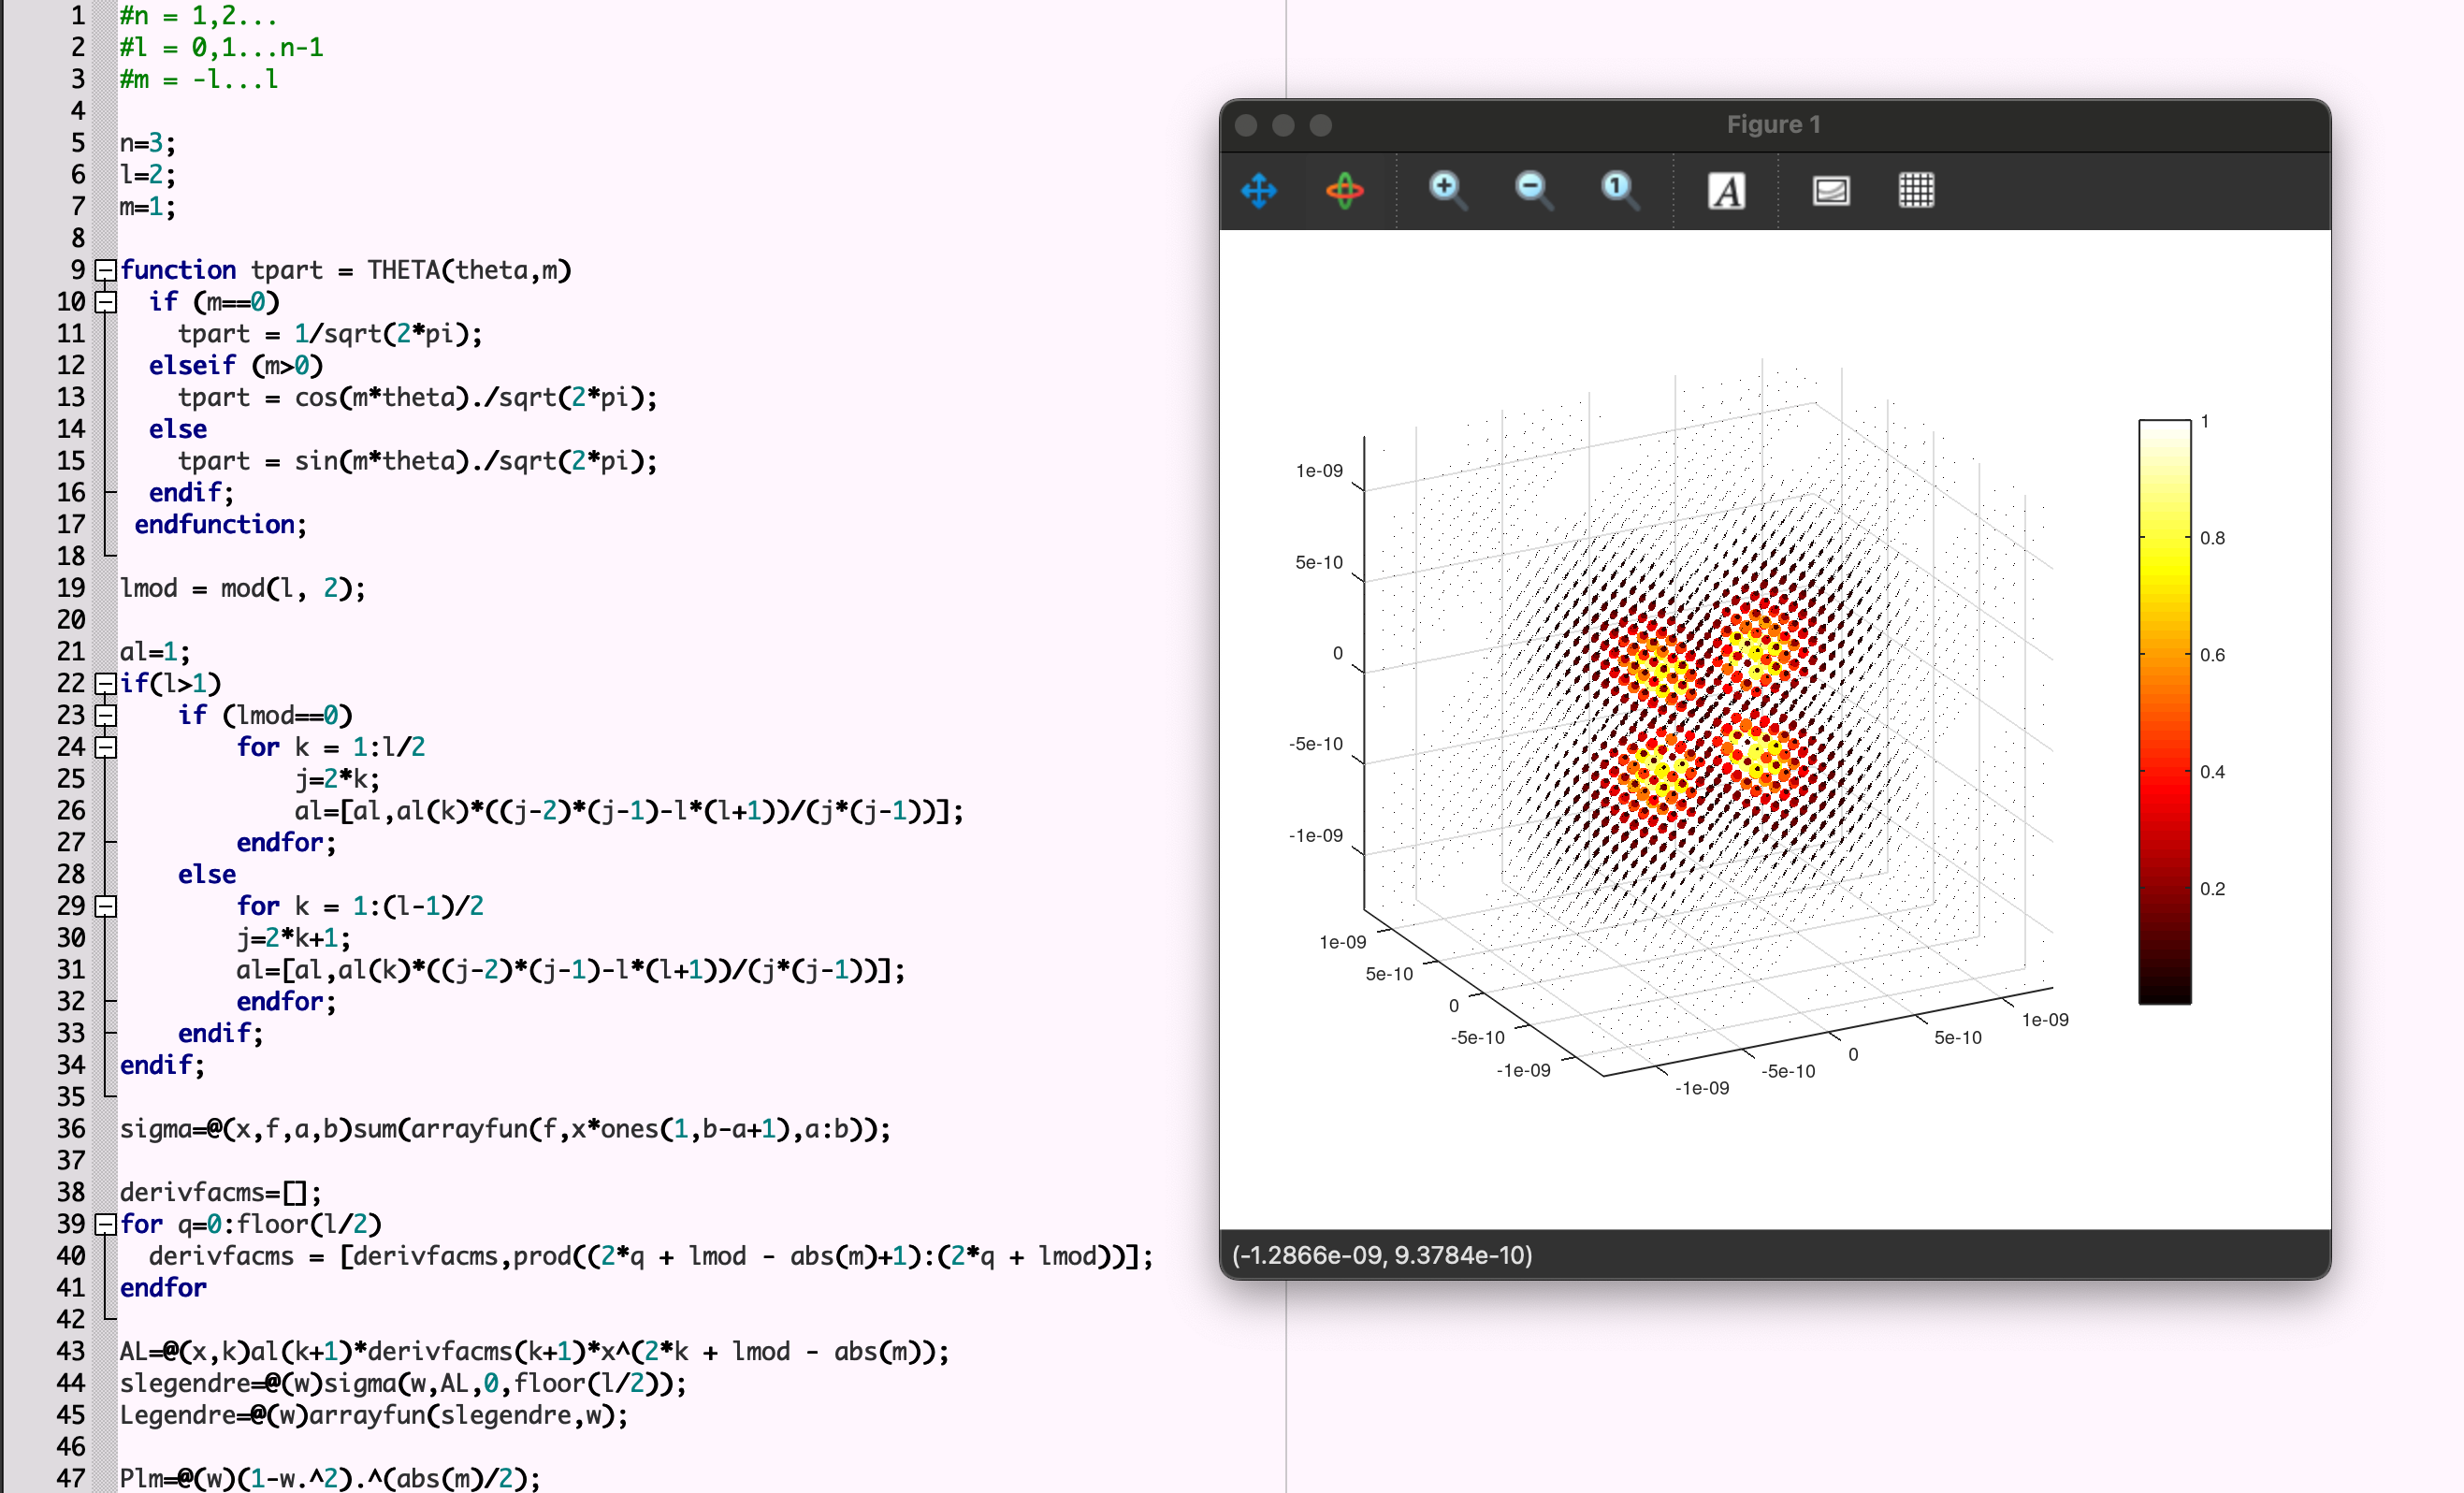 1 #n = 1,2...
2 #l = 0,1...n-1
3 #m = -l...l
4
5 n=3;
6 l=2;
7 m=1;
8
9 function tpart = THETA(theta,m)
10 if (m==0)
11 tpart = 1/sqrt(2*pi);
12 elseif (m>0)
13 tpart = cos(m*theta)./sqrt(2*pi);
14 else
15 tpart = sin(m*theta)./sqrt(2*pi);
16 endif;
17 endfunction;
18
19 lmod = mod(l, 2);
20
21 al=1;
22 if(l>1)
23 if (lmod==0)
24 for k = 1:l/2
25 j=2*k;
26 al=[al,al(k)*((j-2)*(j-1)-l*(l+1))/(j*(j-1))];
27 endfor;
28 else
29 for k = 1:(l-1)/2
30 j=2*k+1;
31 al=[al,al(k)*((j-2)*(j-1)-l*(l+1))/(j*(j-1))];
32 endfor;
33 endif;
34 endif;
35
36 sigma=@(x,f,a,b)sum(arrayfun(f,x*ones(1,b-a+1),a:b));
37
38 derivfacms=[];
39 for q=0:floor(l/2)
40 derivfacms = [derivfacms,prod((2*q + lmod - abs(m)+1):(2*q + lmod))];
41 endfor
42
43 AL=@(x,k)al(k+1)*derivfacms(k+1)*x^(2*k + lmod - abs(m));
44 slegendre=@(w)sigma(w,AL,0,floor(l/2));
45 Legendre=@(w)arrayfun(slegendre,w);
46
47 Plm=@(w)(1-w.^2).^(abs(m)/2);
Figure 1
1
A
1e-09
5e-10
0
-5e-10
-1e-09
1e-09
5e-10
0
-5e-10
-1e-09
-1e-09
-5e-10
0
5e-10
1e-09
1
0.8
0.6
0.4
0.2
(-1.2866e-09, 9.3784e-10)